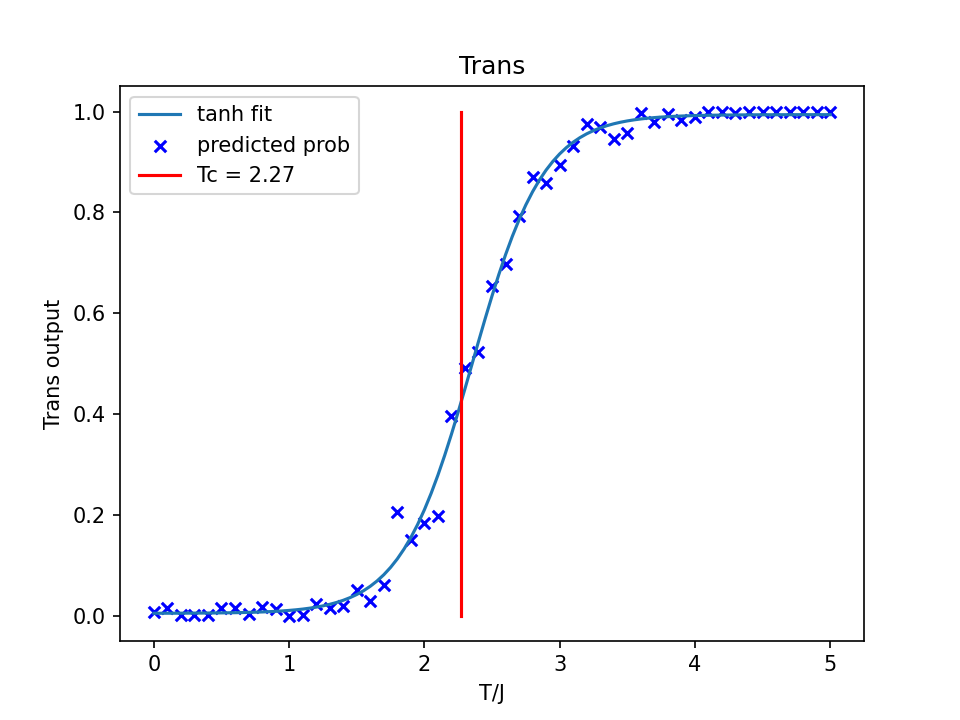 Trans
tanh fit
predicted prob
Tc = 2.27
Trans output
1.0
0.8
0.6
0.4
0.2
0.0
0 1 2 3 4 5
T/J